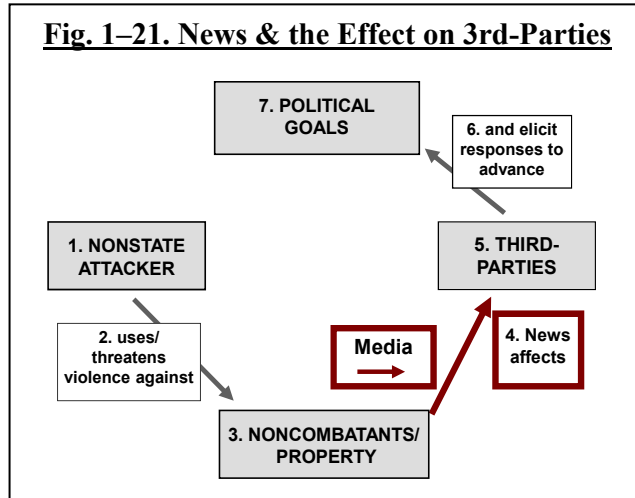 Fig. 1–21. News & the Effect on 3rd-Parties
7. POLITICAL
GOALS
6. and elicit
responses to
advance
1. NONSTATE
ATTACKER
5. THIRD-
PARTIES
2. uses/
threatens
violence against
Media
4. News
affects
3. NONCOMBATANTS/
PROPERTY